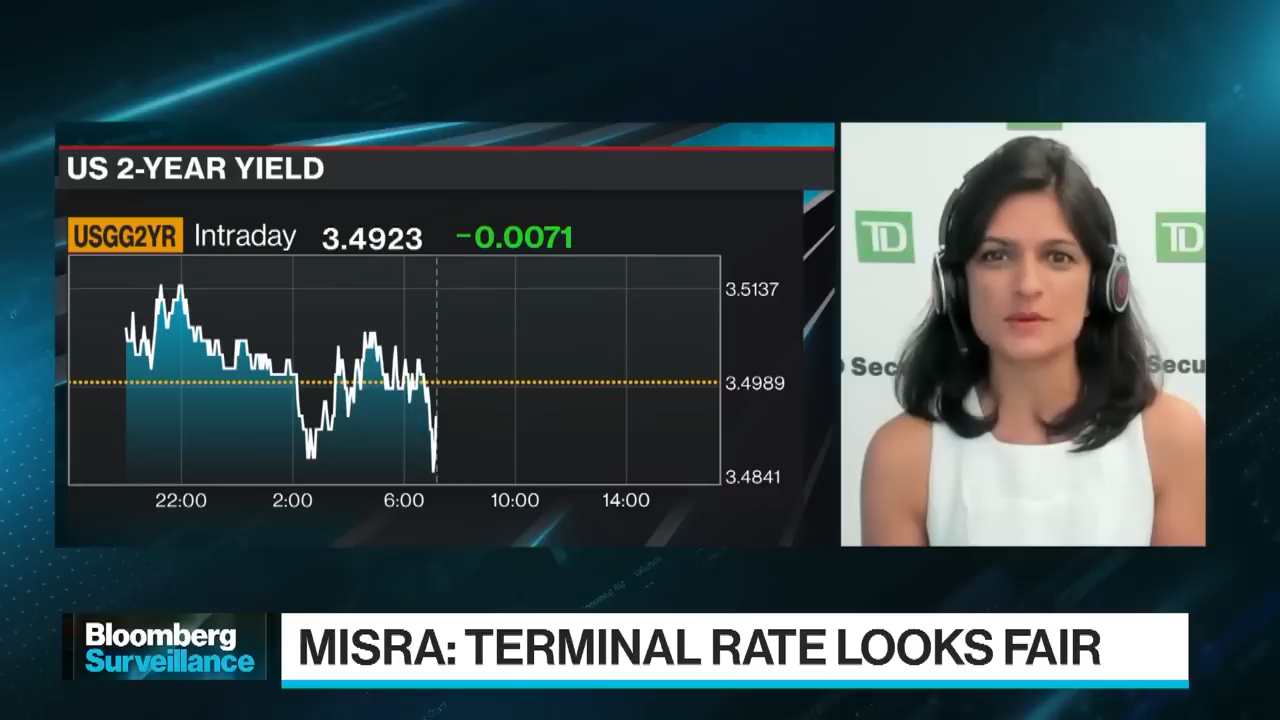 US 2-YEAR YIELD
USGG2YR Intraday 3.4923 -0.0071
3.5137
3.4989
3.4841
22:00 2:00 6:00 10:00 14:00
TD
TD
Secu
Bloomberg
Surveillance
MISRA: TERMINAL RATE LOOKS FAIR